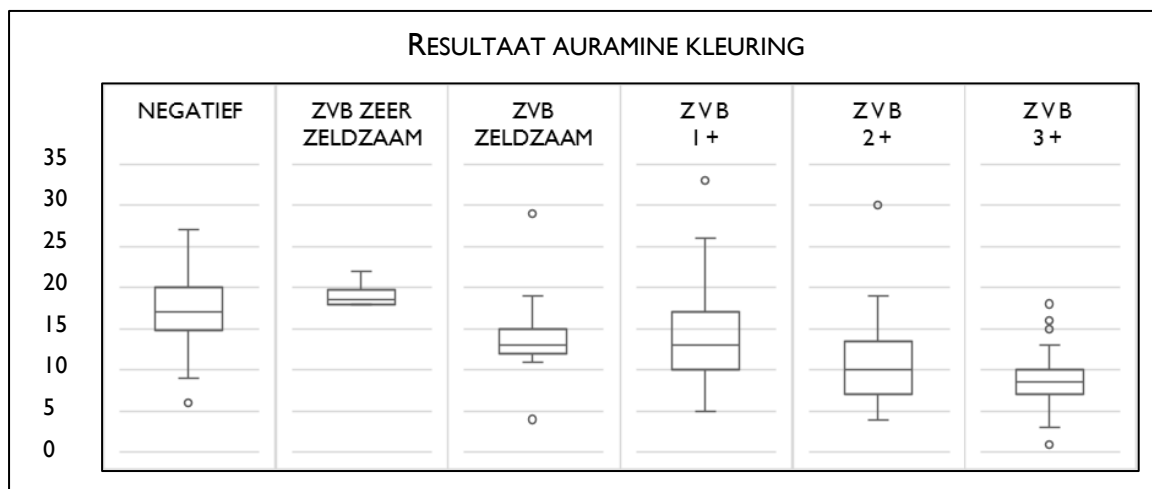 RESULTAAT AURAMINE KLEURING
NEGATIEF
ZVB ZEER
ZELDZAAM
ZVB
ZELDZAAM
ZVB
1+
ZVB
2+
ZVB
3+
35
30
25
20
15
10
5
0